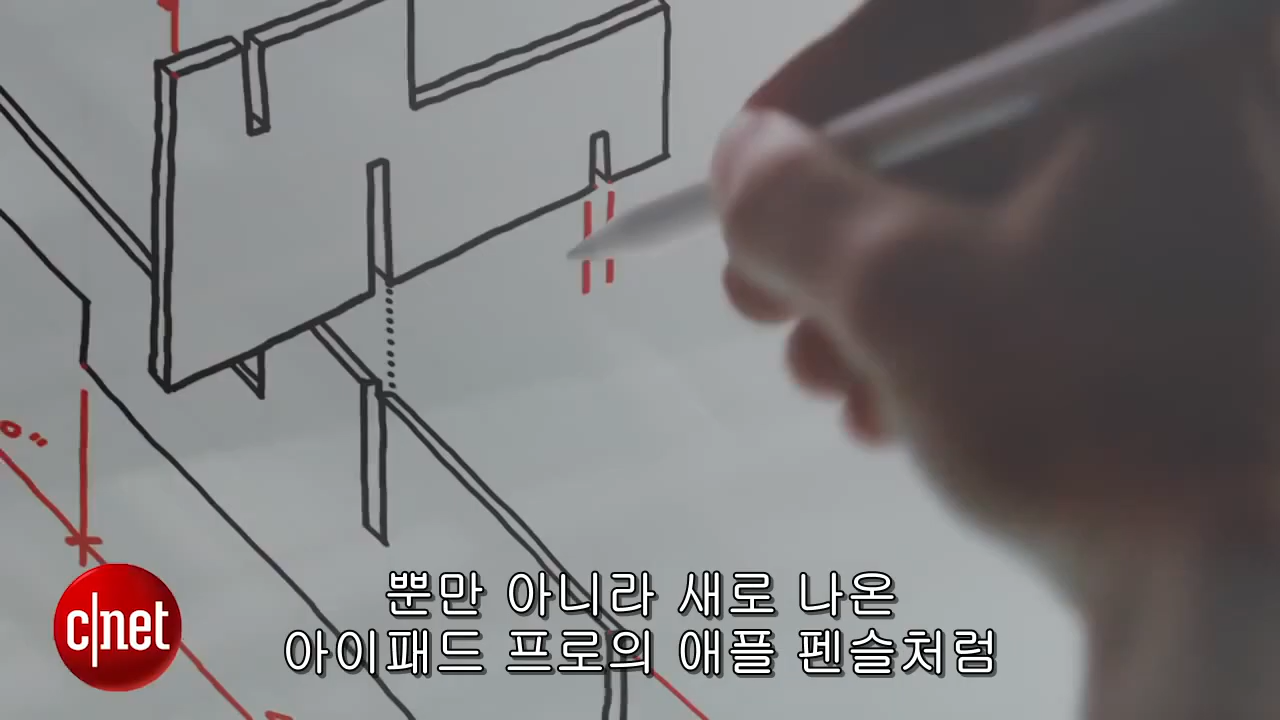 뿐만 아니라 새로 나온
아이패드 프로의 애플 펜슬처럼
c|net